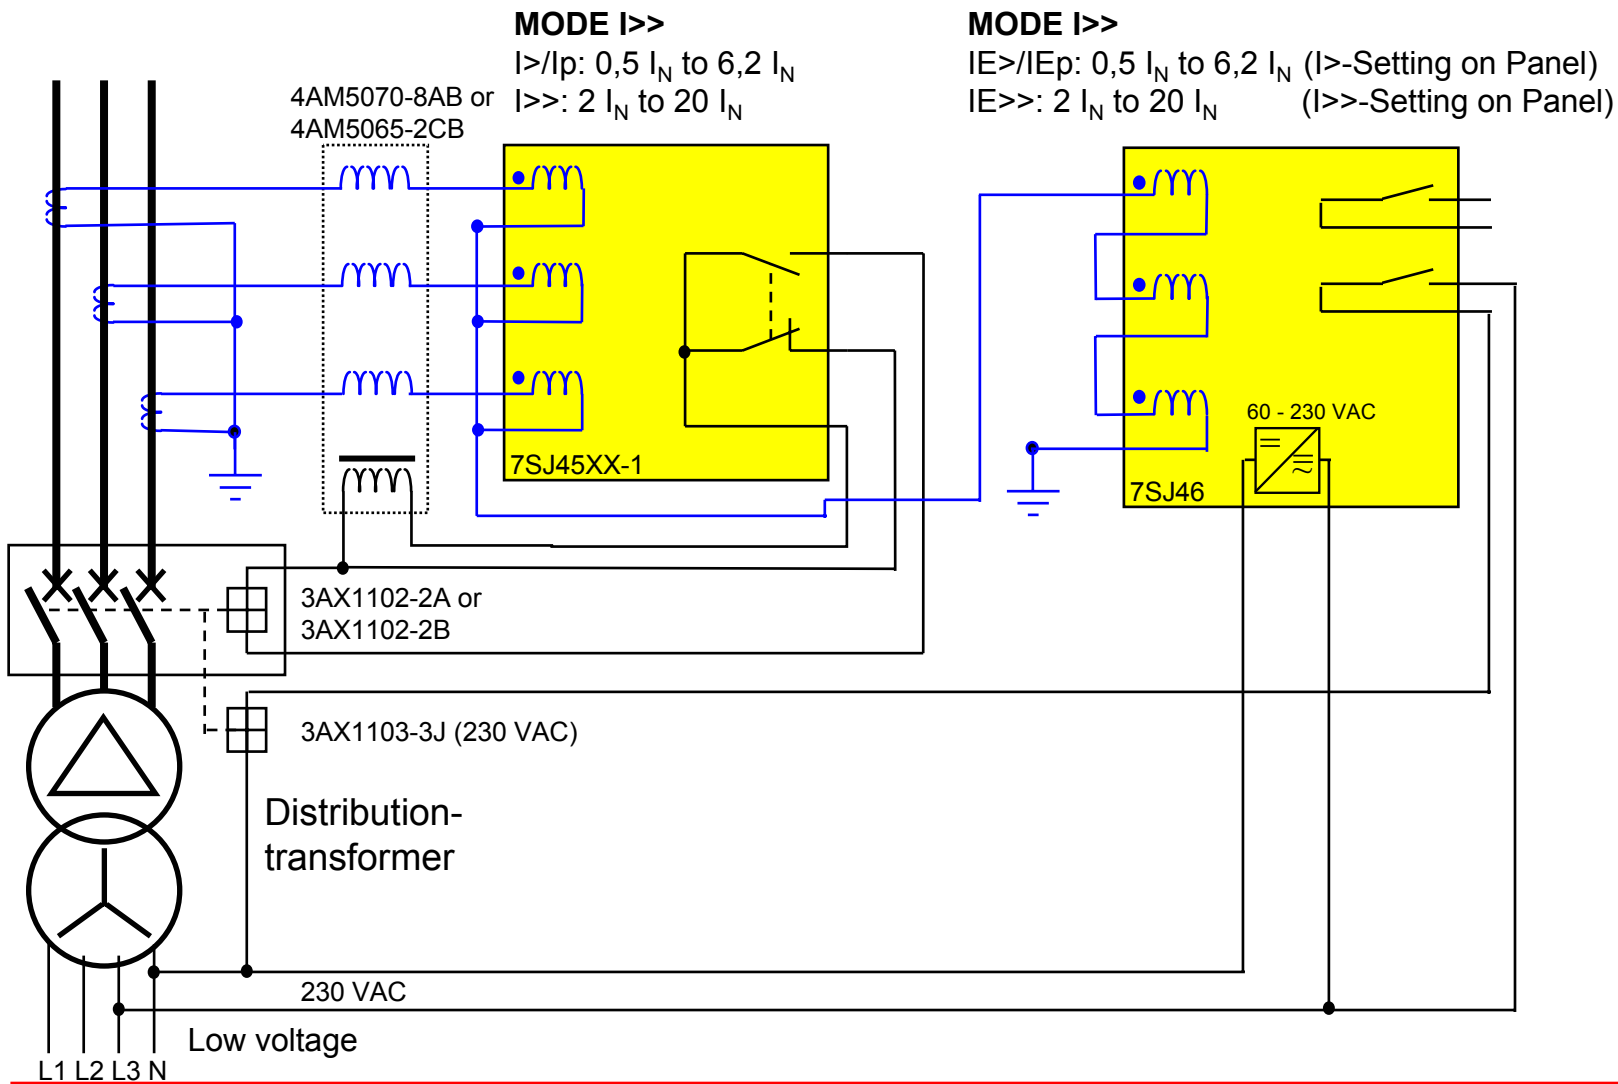 MODE I>>
I>/Ip: 0,5 IN to 6,2 IN
I>>: 2 IN to 20 IN
MODE I>>
IE>/IEp: 0,5 IN to 6,2 IN (I>-Setting on Panel)
IE>>: 2 IN to 20 IN (I>>-Setting on Panel)
4AM5070-8AB or
4AM5065-2CB
7SJ45XX-1
60 - 230 VAC
7SJ46
3AX1102-2A or
3AX1102-2B
3AX1103-3J (230 VAC)
Distribution-
transformer
230 VAC
Low voltage
L1 L2 L3 N